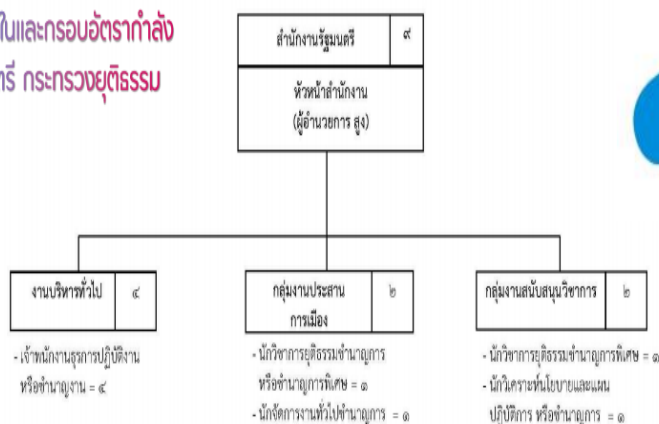 ในและกรอบอัตรากำลัง
ตรี กระทรวงยุติธรรม
สำนักงานรัฐมนตรี ๙
หัวหน้าสำนักงาน
(ผู้อำนวยการ สูง)
งานบริหารทั่วไป ๔
- เจ้าพนักงานธุรการปฏิบัติงาน
หรือชำนาญงาน = ๔
กลุ่มงานประสาน ๒
การเมือง
- นักวิชาการยุติธรรมชำนาญการ
หรือชำนาญการพิเศษ = ๑
- นักจัดการงานทั่วไปชำนาญการ = ๑
กลุ่มงานสนับสนุนวิชาการ ๒
- นักวิชาการยุติธรรมชำนาญการพิเศษ = ๑
- นักวิเคราะห์นโยบายและแผน
ปฏิบัติการ หรือชำนาญการ = ๑